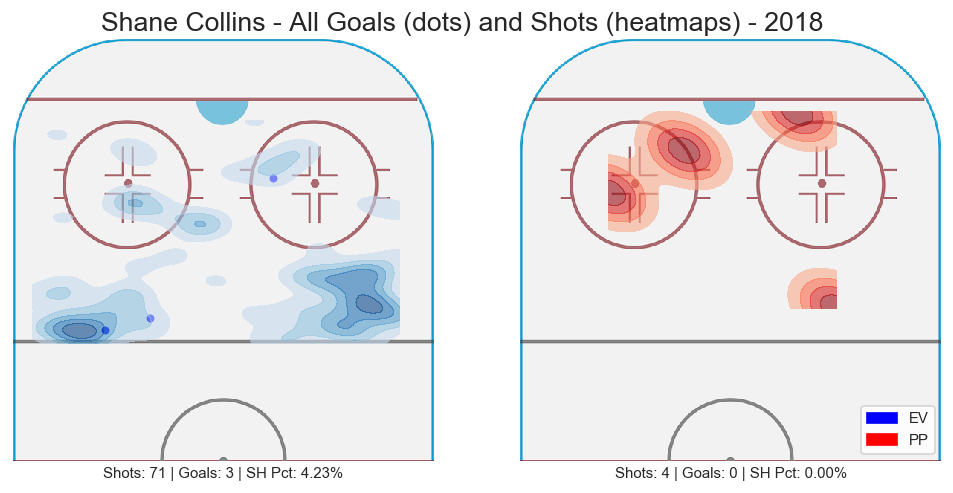 Shane Collins - All Goals (dots) and Shots (heatmaps) - 2018
EV
PP
Shots: 71 | Goals: 3 | SH Pct: 4.23%
Shots: 4 | Goals: 0 | SH Pct: 0.00%